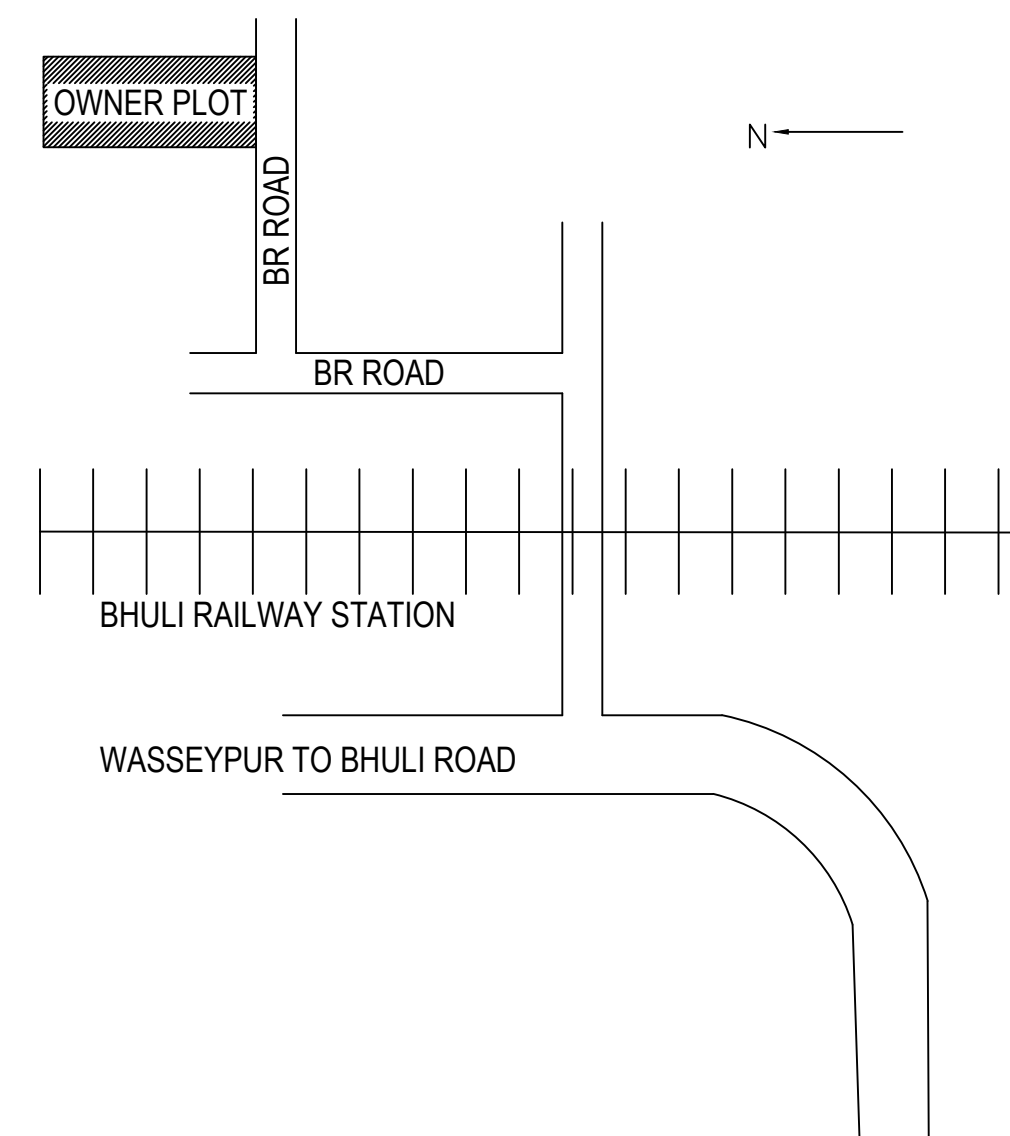 OWNER PLOT
N
BR ROAD
BR ROAD
BHULI RAILWAY STATION
WASSEYPUR TO BHULI ROAD